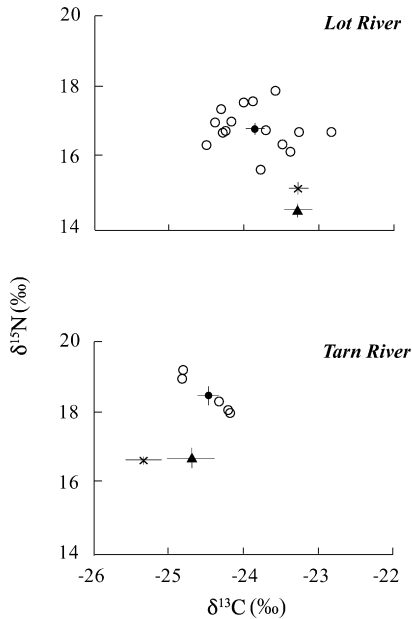 Lot River
20
18
16
14
δ15N (‰)
Tarn River
20
18
16
14
-26 -25 -24 -23 -22
δ13C (‰)